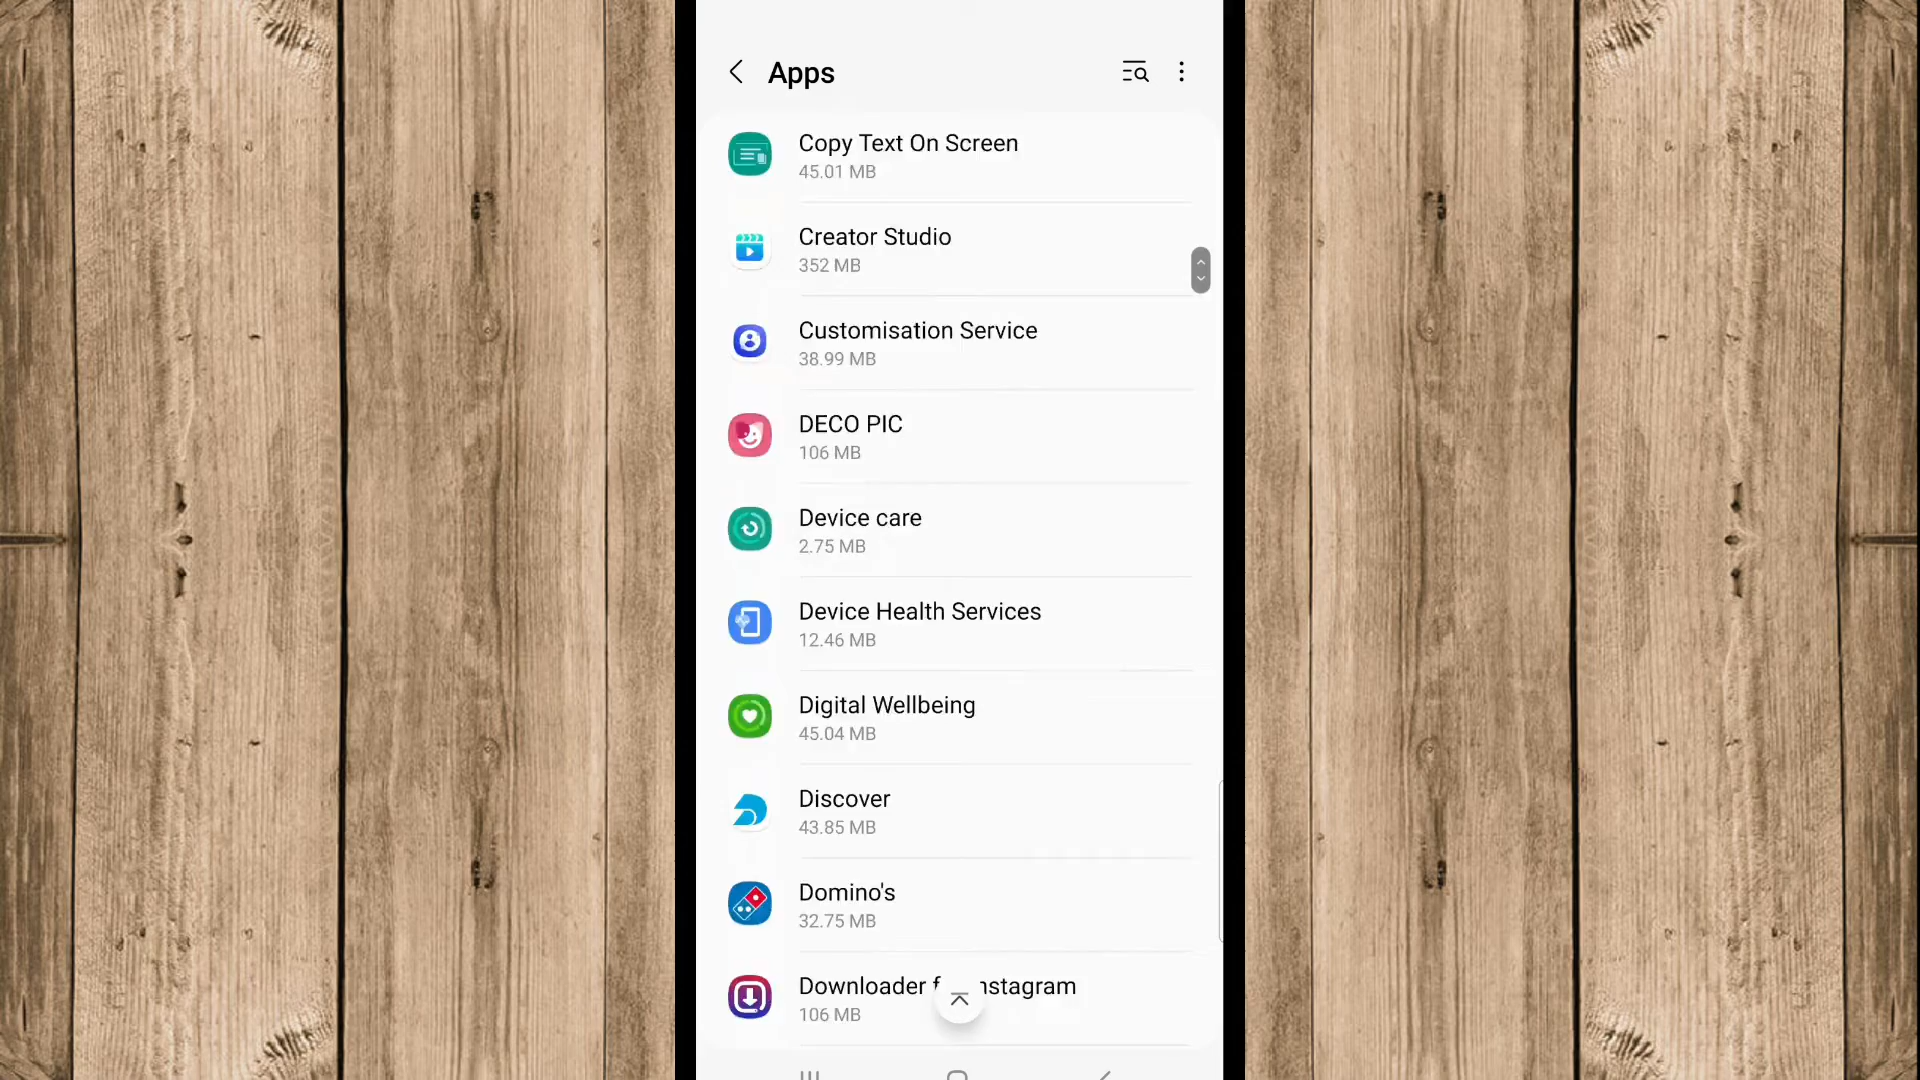 Apps
Copy Text On Screen
45.01 MB
Creator Studio
352 MB
Customisation Service
38.99 MB
DECO PIC
106 MB
Device care
2.75 MB
Device Health Services
12.46 MB
Digital Wellbeing
45.04 MB
Discover
43.85 MB
Domino's
32.75 MB
Downloader f nstagram
106 MB